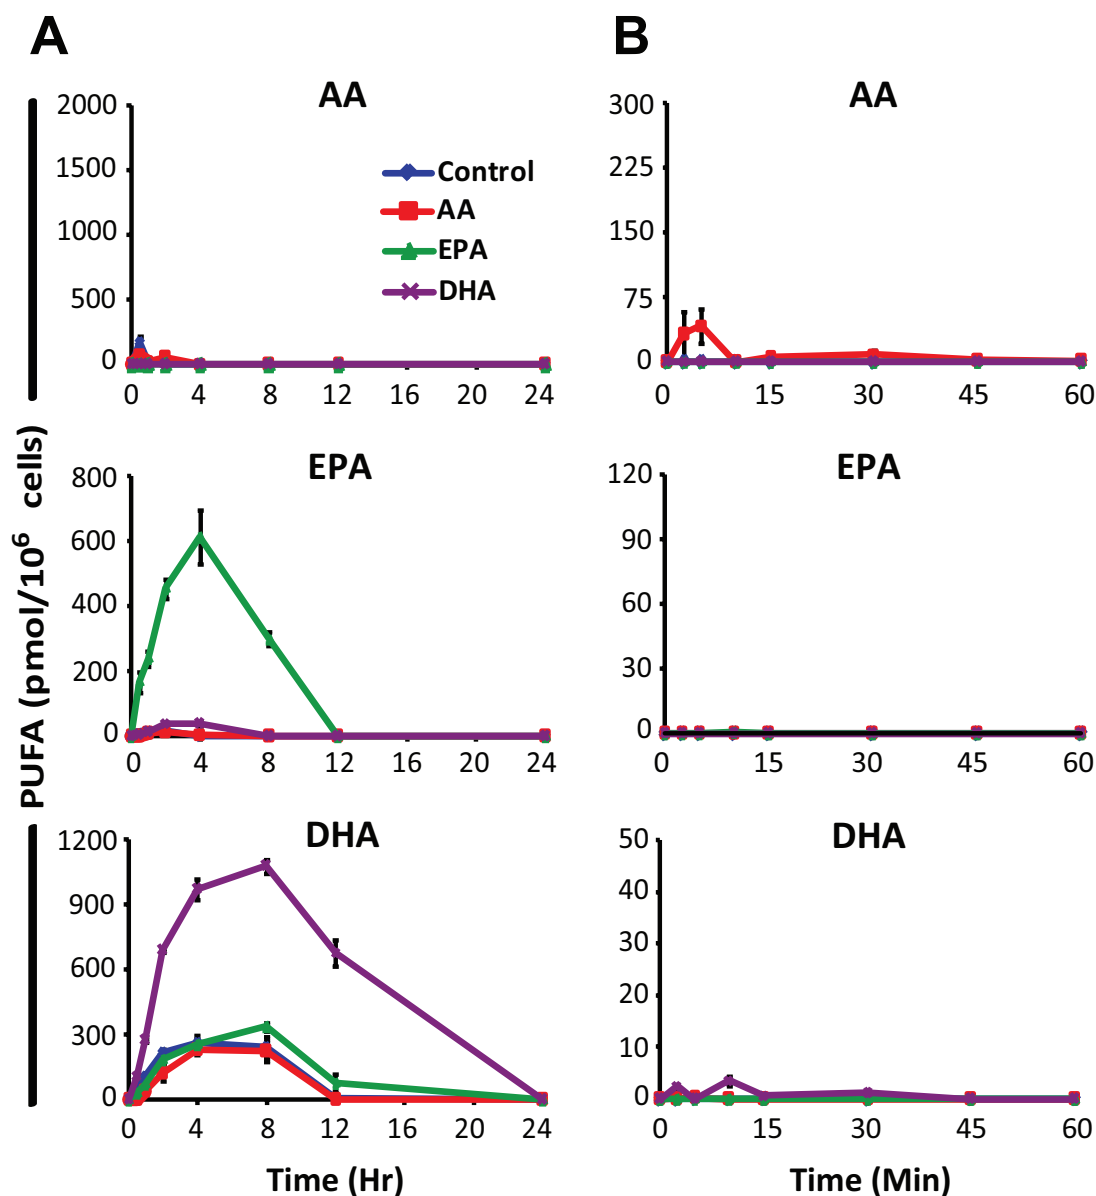 A
B
AA
2000
1500
1000
500
0
0 4 8 12 16 20 24
Control
AA
EPA
DHA
AA
300
225
150
75
0
0 15 30 45 60
EPA
800
600
400
200
0
0 4 8 12 16 20 24
EPA
120
90
60
30
0
0 15 30 45 60
DHA
1200
900
600
300
0
0 4 8 12 16 20 24
Time (Hr)
DHA
50
40
30
20
10
0
0 15 30 45 60
Time (Min)
PUFA (pmol/10⁶ cells)